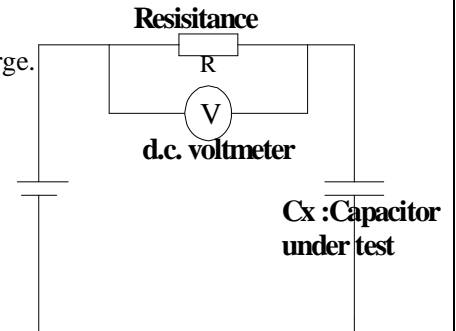 Resisitance
rge.
R
V
d.c. voltmeter
Cx :Capacitor
under test